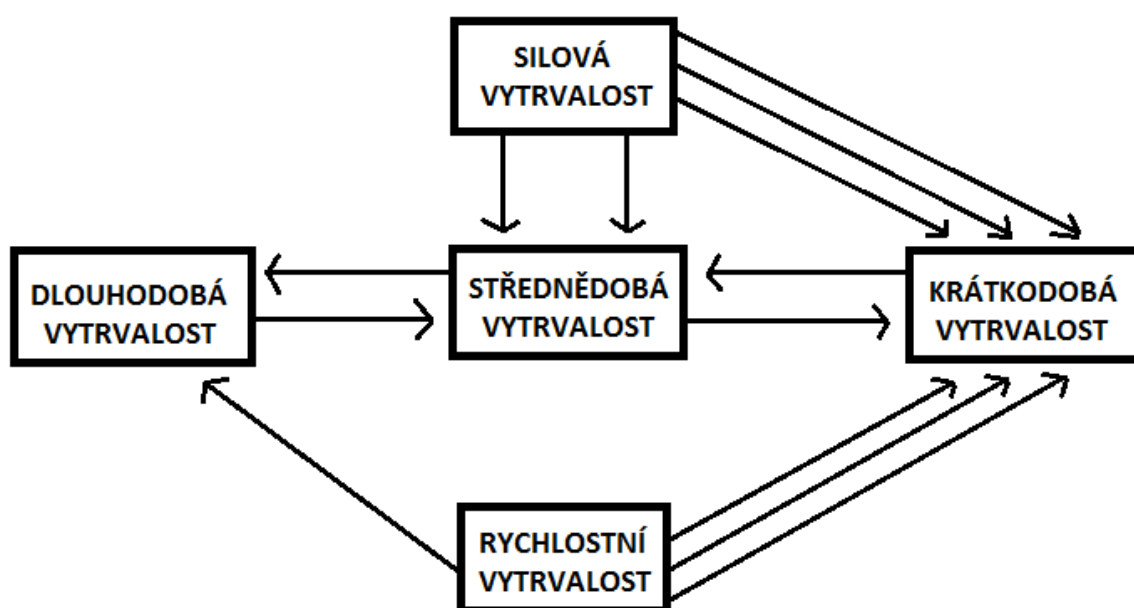 SILOVÁ
VYTRVALOST
DLOUHODOBÁ
VYTRVALOST
STŘEDNĚDOBÁ
VYTRVALOST
KRÁTKODOBÁ
VYTRVALOST
RYCHLOSTNÍ
VYTRVALOST